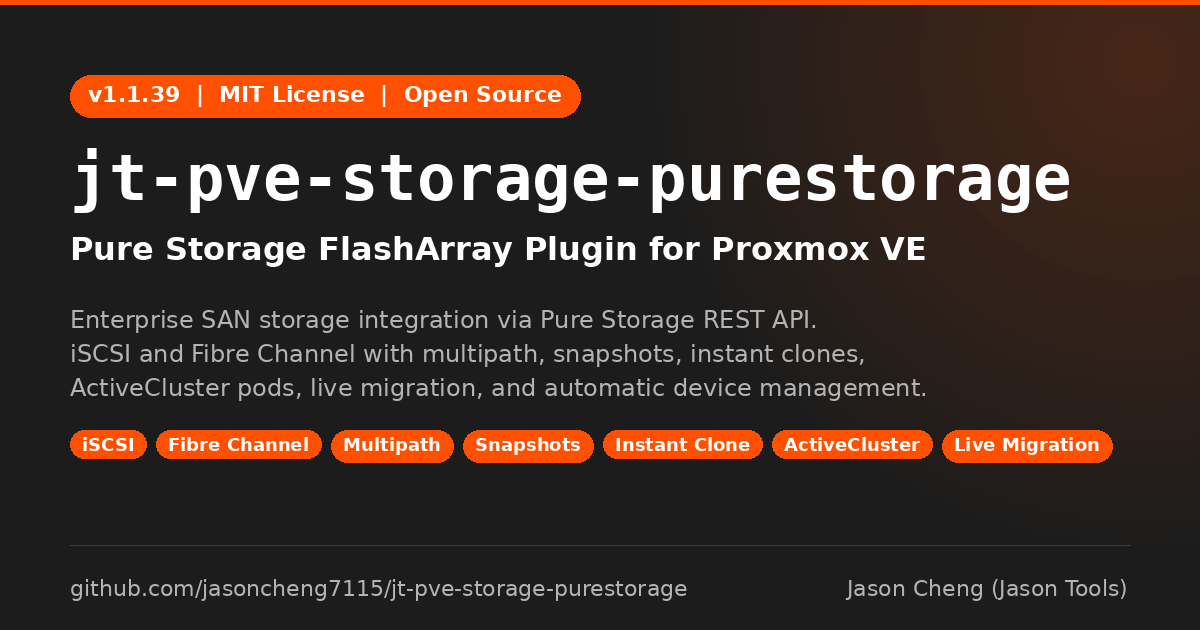 v1.1.39 | MIT License | Open Source
jt-pve-storage-purestorage
Pure Storage FlashArray Plugin for Proxmox VE
Enterprise SAN storage integration via Pure Storage REST API.
iSCSI and Fibre Channel with multipath, snapshots, instant clones,
ActiveCluster pods, live migration, and automatic device management.
iSCSI Fibre Channel Multipath Snapshots Instant Clone ActiveCluster Live Migration
github.com/jasoncheng7115/jt-pve-storage-purestorage Jason Cheng (Jason Tools)